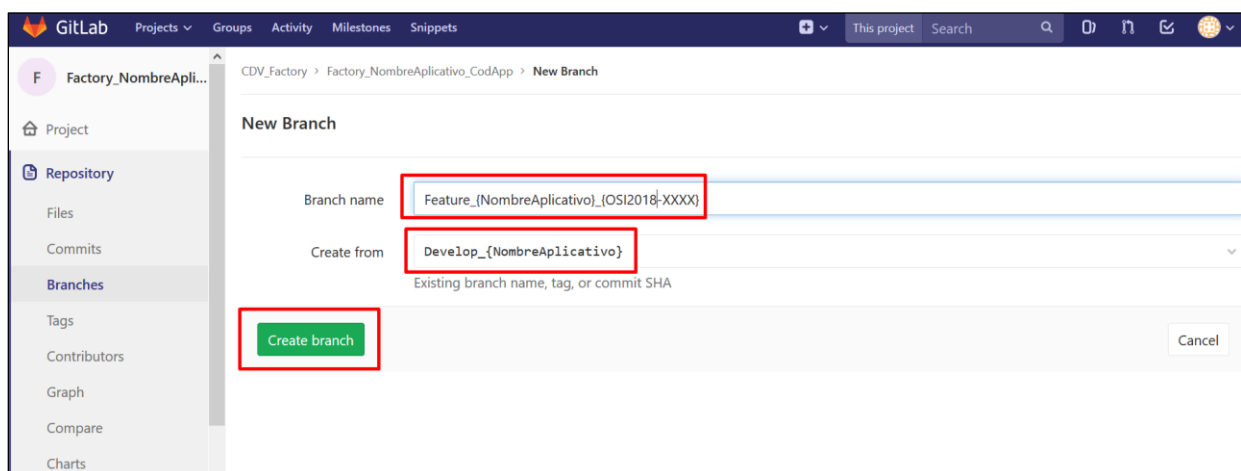 GitLab Projects Groups Activity Milestones Snippets This project Search
F Factory_NombreApli...
CDV_Factory > Factory_NombreAplicativo_CodApp > New Branch
Project
New Branch
Repository
Branch name Feature_{NombreAplicativo}_{OSI2018-XXXX}
Files
Commits
Create from Develop_{NombreAplicativo}
Branches
Existing branch name, tag, or commit SHA
Tags
Create branch Cancel
Contributors
Graph
Compare
Charts